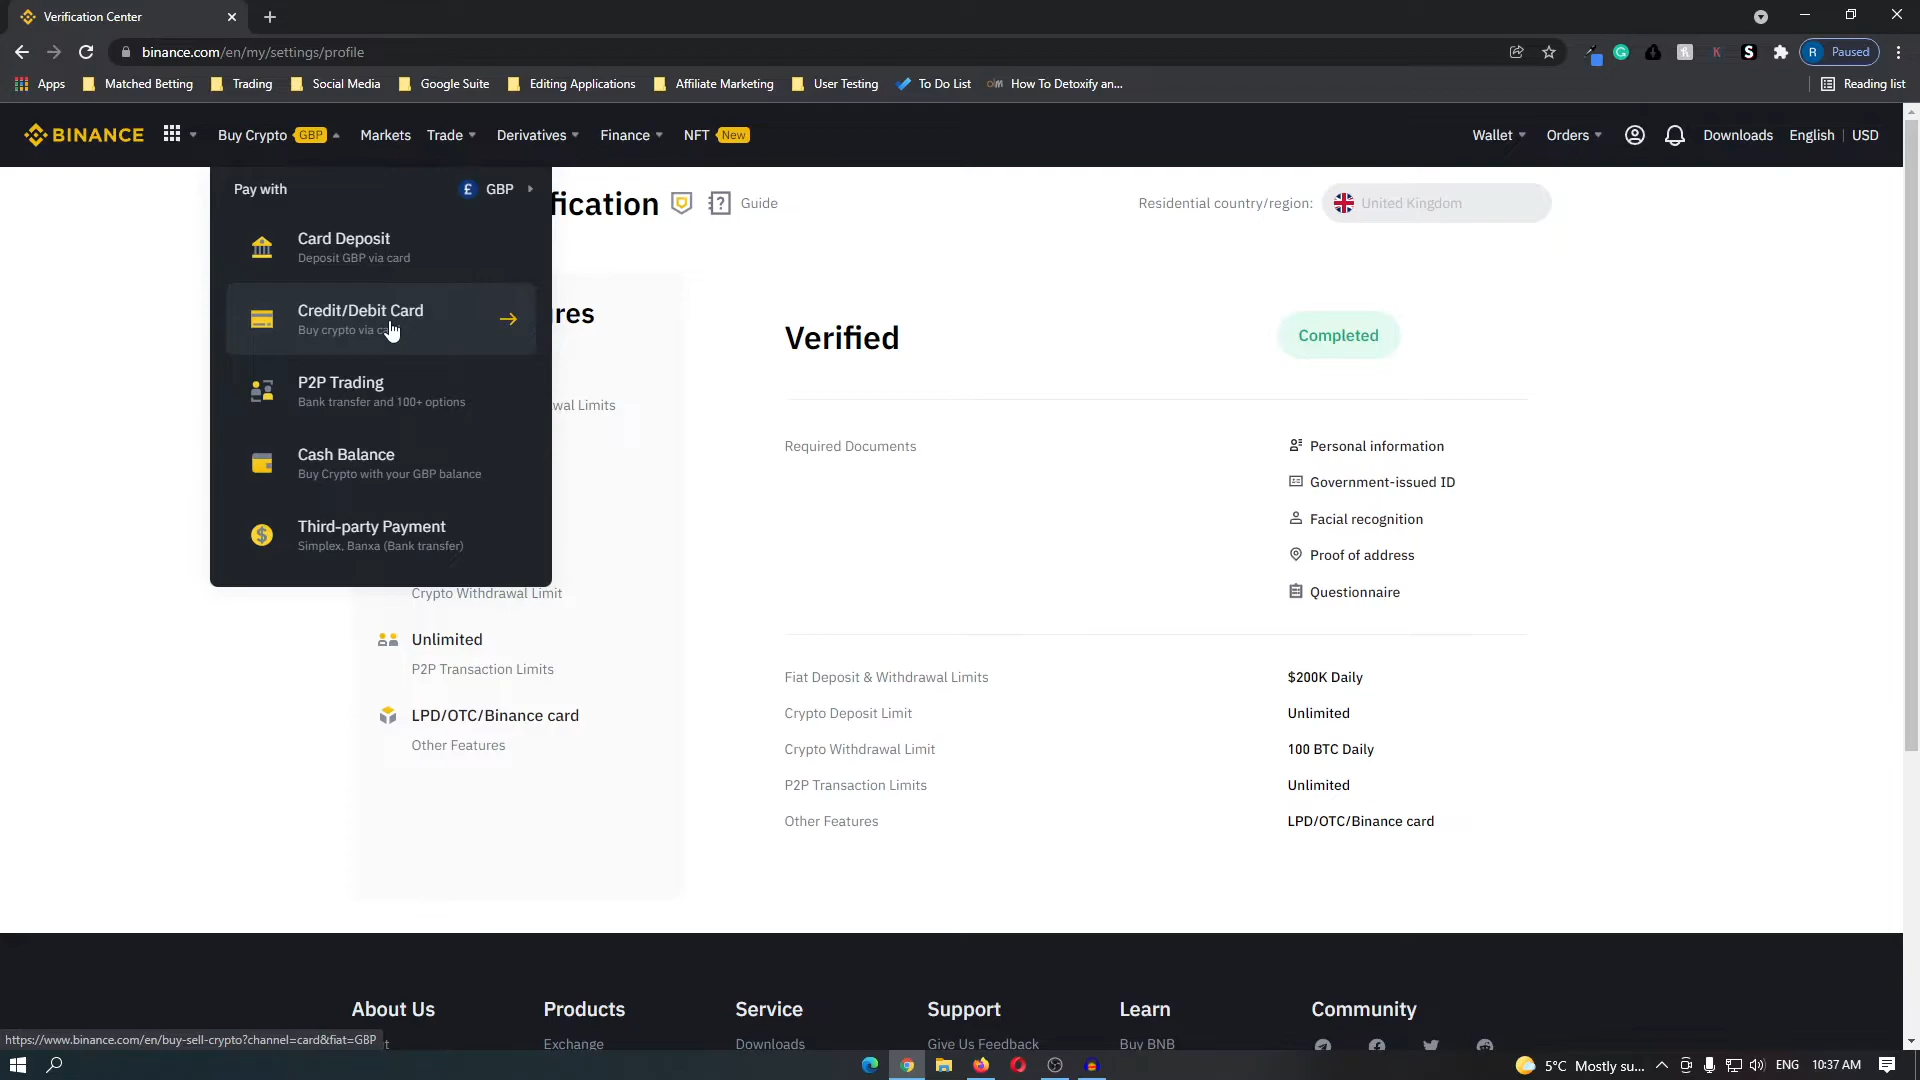 Verification Center
binance.com/en/my/settings/profile
R Paused
Apps
Matched Betting
Trading
Social Media
Google Suite
Editing Applications
Affiliate Marketing
User Testing
To Do List
How To Detoxify an...
Reading list
BINANCE
Buy Crypto GBP
Markets
Trade
Derivatives
Finance
NFT New
Wallet
Orders
Downloads
English
USD
Pay with
£ GBP
Card Deposit
Deposit GBP via card
Credit/Debit Card
Buy crypto via
P2P Trading
Bank transfer and 100+ options
Cash Balance
Buy Crypto with your GBP balance
Third-party Payment
Simplex, Banxa (Bank transfer)
fication
Guide
Residential country/region:
United Kingdom
res
wal Limits
Crypto Withdrawal Limit
Unlimited
P2P Transaction Limits
LPD/OTC/Binance card
Other Features
Verified
Completed
Required Documents
Personal information
Government-issued ID
Facial recognition
Proof of address
Questionnaire
Fiat Deposit & Withdrawal Limits
$200K Daily
Crypto Deposit Limit
Unlimited
Crypto Withdrawal Limit
100 BTC Daily
P2P Transaction Limits
Unlimited
Other Features
LPD/OTC/Binance card
About Us
Products
Service
Support
Learn
Community
Exchange
Downloads
Give Us Feedback
Buy BNB
https://www.binance.com/en/buy-sell-crypto?channel=card&fiat=GBP
5°C Mostly su...
ENG
10:37 AM